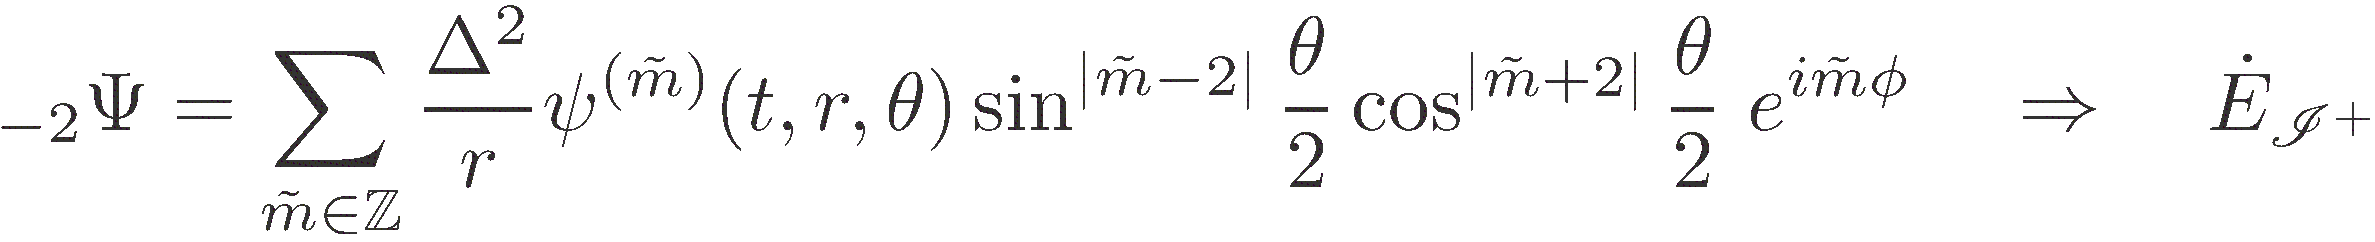 $_{-2}\Psi = \sum_{\tilde{m} \in \mathbb{Z}} \frac{\Delta^2}{r} \psi^{(\tilde{m})}(t, r, \theta) \sin^{|\tilde{m}-2|} \frac{\theta}{2} \cos^{|\tilde{m}+2|} \frac{\theta}{2} \; e^{i\tilde{m}\phi} \quad \Rightarrow \quad \dot{E}_{\mathscr{I}^+}$